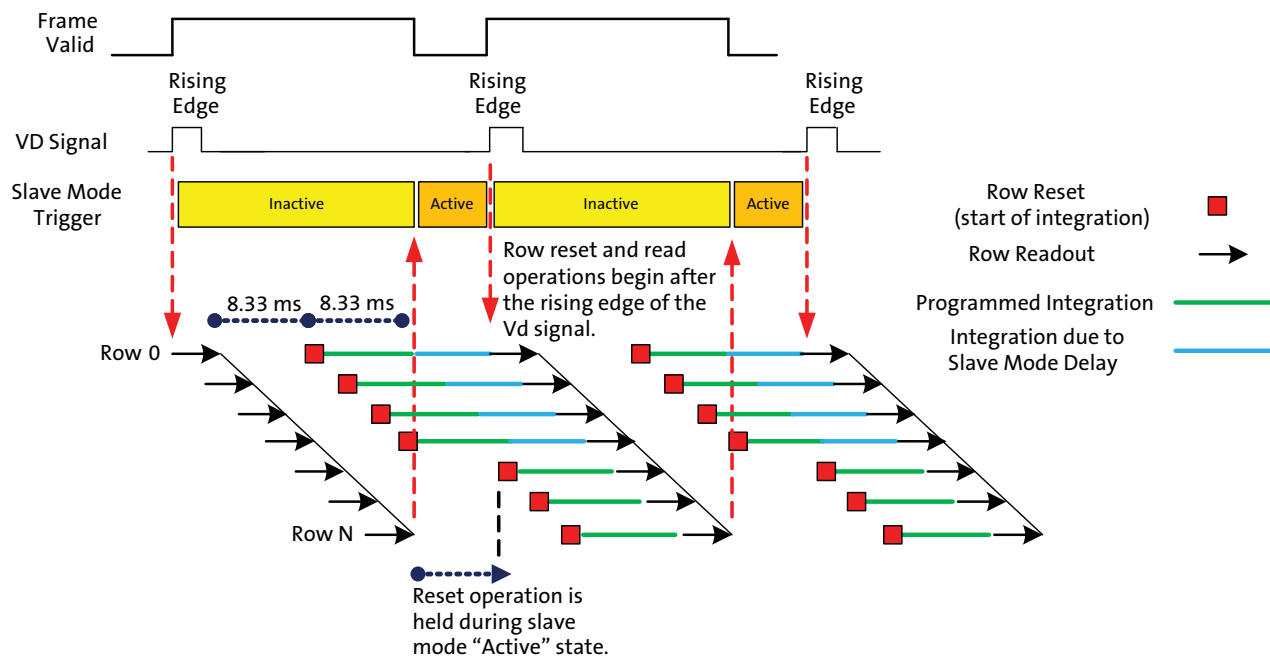 Frame
Valid
Rising
Edge
Rising
Edge
Rising
Edge
VD Signal
Slave Mode
Trigger
Inactive
Active
Inactive
Active
Row Reset
(start of integration)
Row Readout
Programmed Integration
Integration due to
Slave Mode Delay
Row reset and read
operations begin after
the rising edge of the
Vd signal.
8.33 ms
8.33 ms
Row 0
Row N
Reset operation is
held during slave
mode “Active” state.